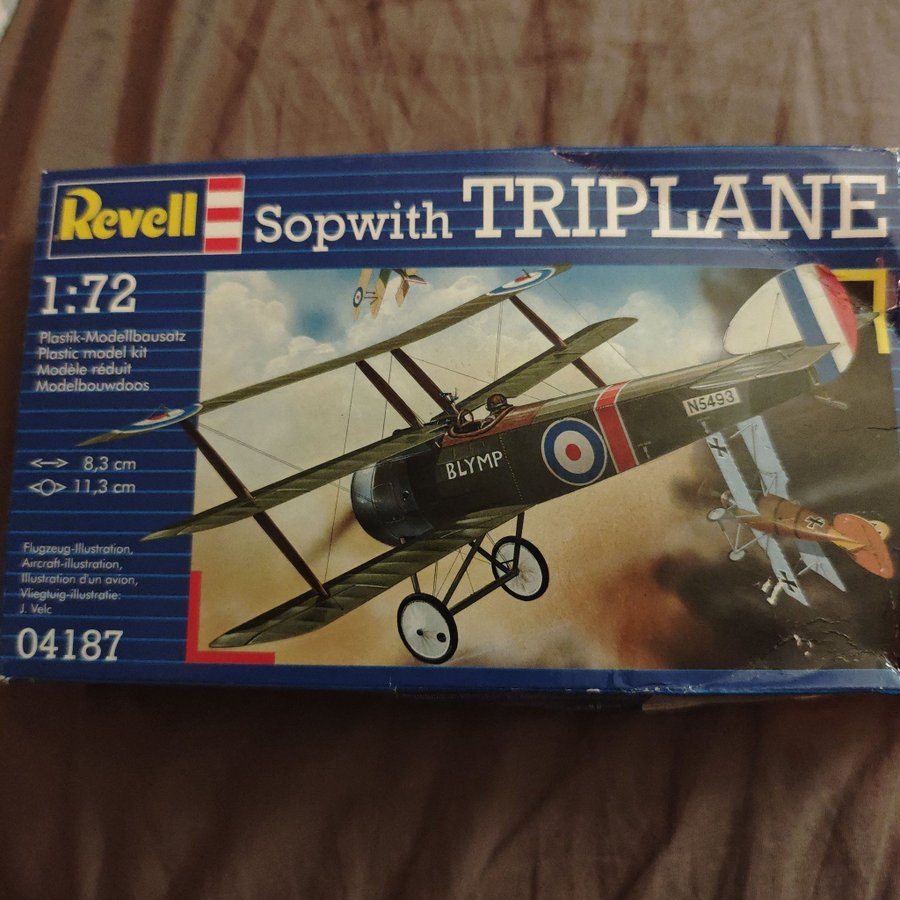 Revell
Sopwith TRIPLANE
1:72
Plastik-Modellbausatz
Plastic model kit
Modèle réduit
Modelbouwdoos
8,3 cm
11,3 cm
Flugzeug-Illustration,
Aircraft-illustration,
Illustration d'un avion,
Vliegtuig-illustratie:
J. Velc
04187
BLYMP
N5493